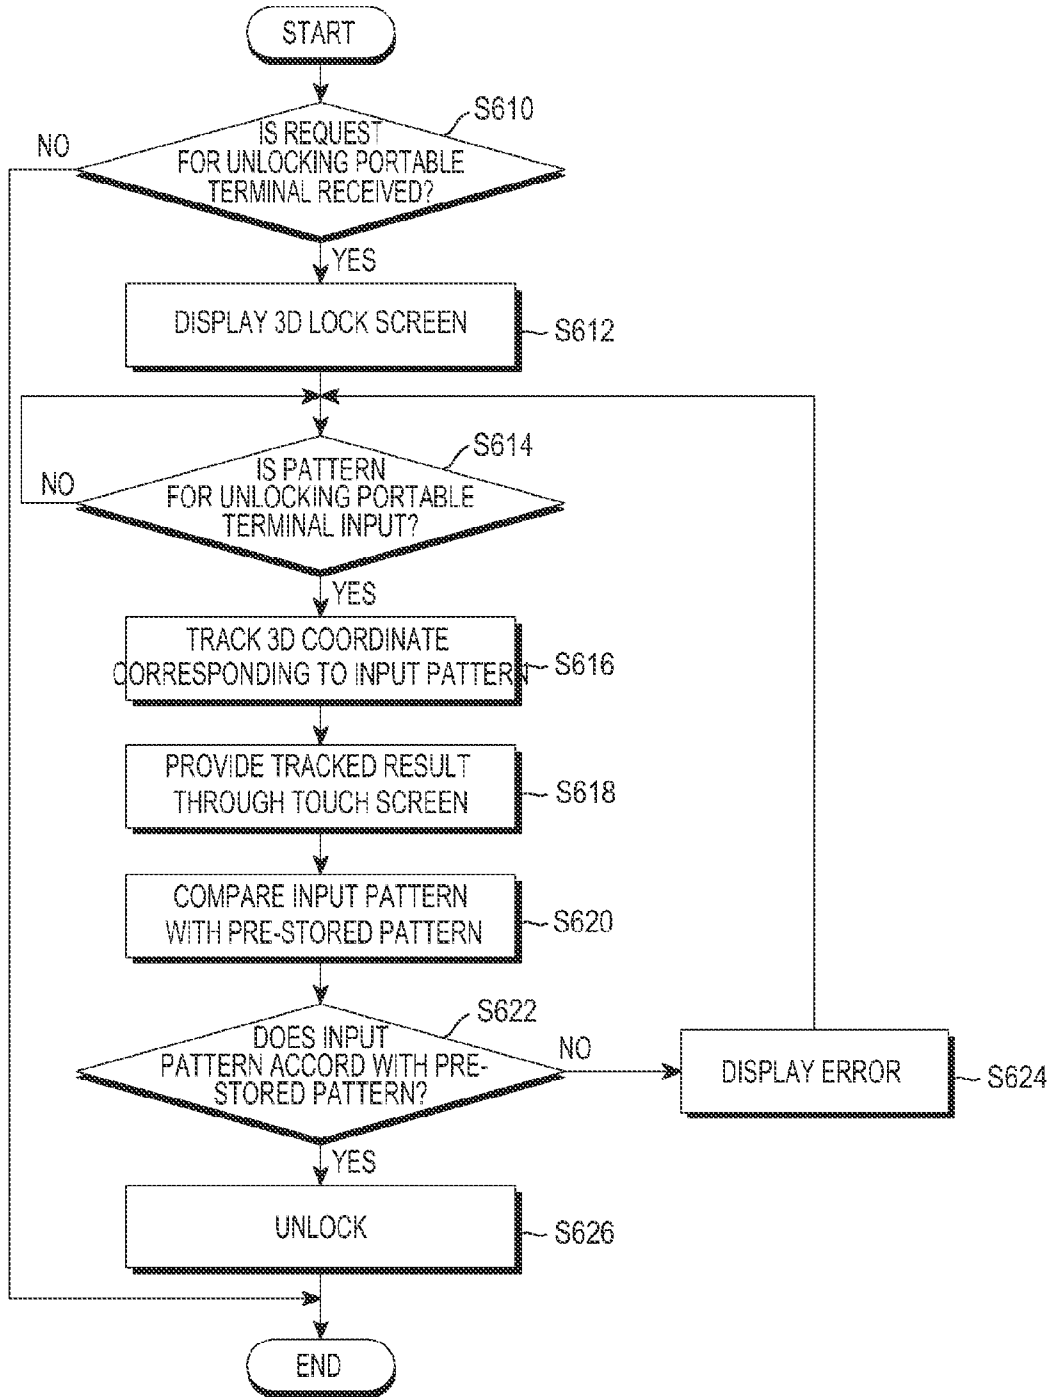 START
S610
NO
IS REQUEST
FOR UNLOCKING PORTABLE
TERMINAL RECEIVED?
YES
DISPLAY 3D LOCK SCREEN
S612
S614
NO
IS PATTERN
FOR UNLOCKING PORTABLE
TERMINAL INPUT?
YES
TRACK 3D COORDINATE
CORRESPONDING TO INPUT PATTERN
S616
PROVIDE TRACKED RESULT
THROUGH TOUCH SCREEN
S618
COMPARE INPUT PATTERN
WITH PRE-STORED PATTERN
S620
S622
DOES INPUT
PATTERN ACCORD WITH PRE-
STORED PATTERN?
NO
DISPLAY ERROR
S624
YES
UNLOCK
S626
END